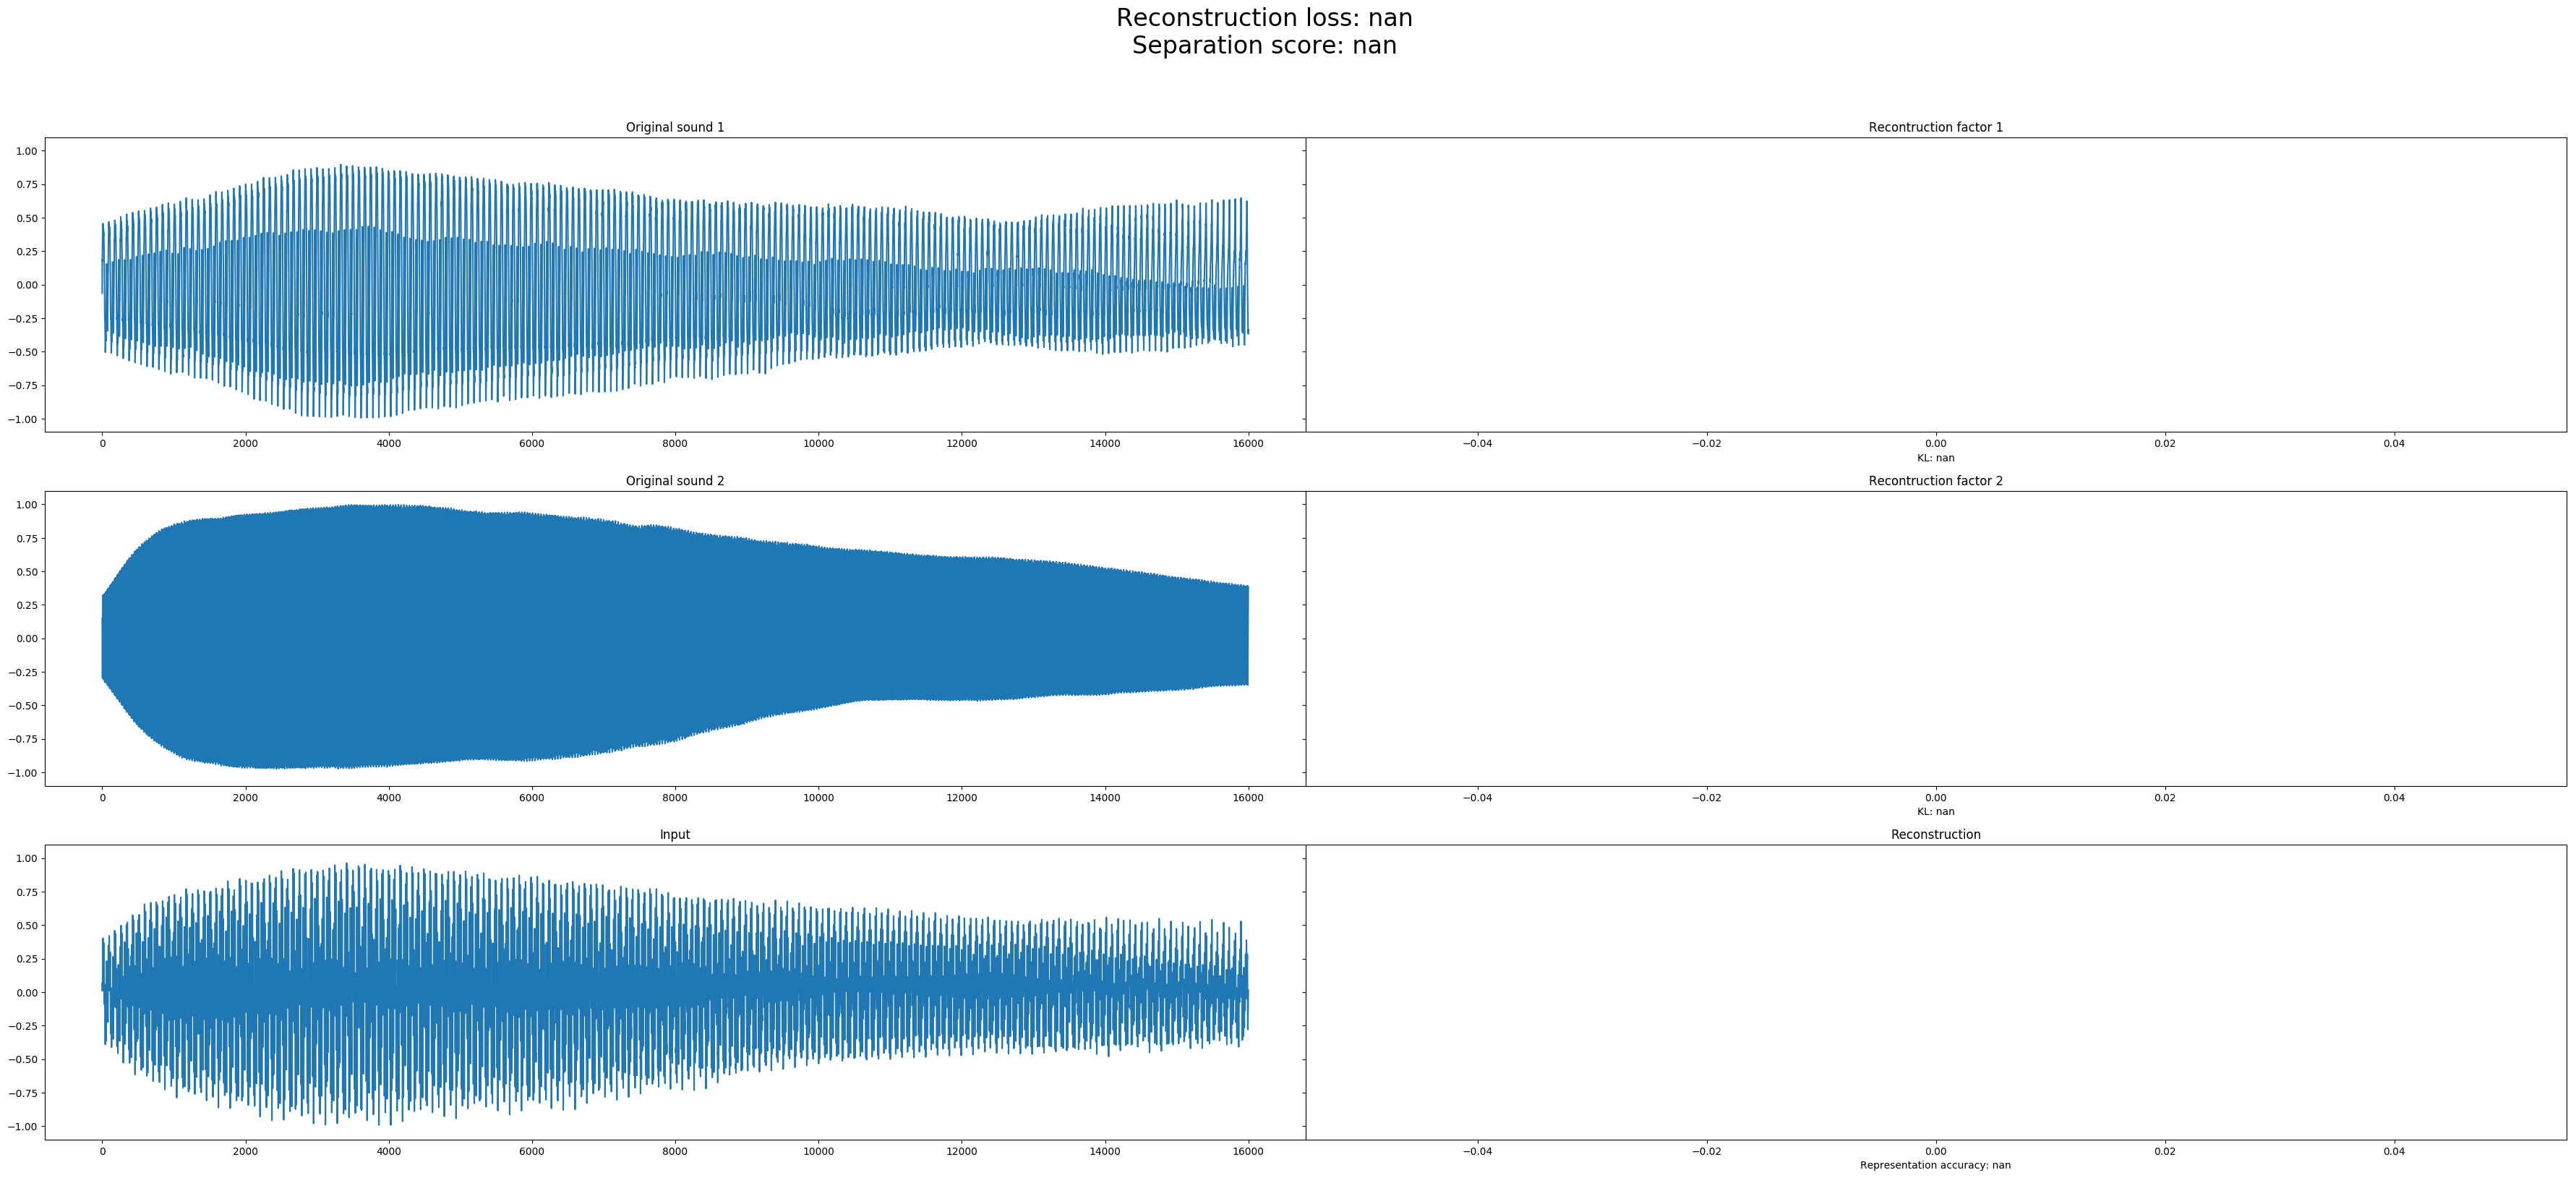 Reconstruction loss: nan
Separation score: nan
Original sound 1
Recontruction factor 1
1.00
0.75
0.50
0.25
0.00
−0.25
−0.50
−0.75
−1.00
0 2000 4000 6000 8000 10000 12000 14000 16000
−0.04 −0.02 0.00 0.02 0.04
KL: nan
Original sound 2
Recontruction factor 2
1.00
0.75
0.50
0.25
0.00
−0.25
−0.50
−0.75
−1.00
0 2000 4000 6000 8000 10000 12000 14000 16000
−0.04 −0.02 0.00 0.02 0.04
KL: nan
Input
Reconstruction
1.00
0.75
0.50
0.25
0.00
−0.25
−0.50
−0.75
−1.00
0 2000 4000 6000 8000 10000 12000 14000 16000
−0.04 −0.02 0.00 0.02 0.04
Representation accuracy: nan